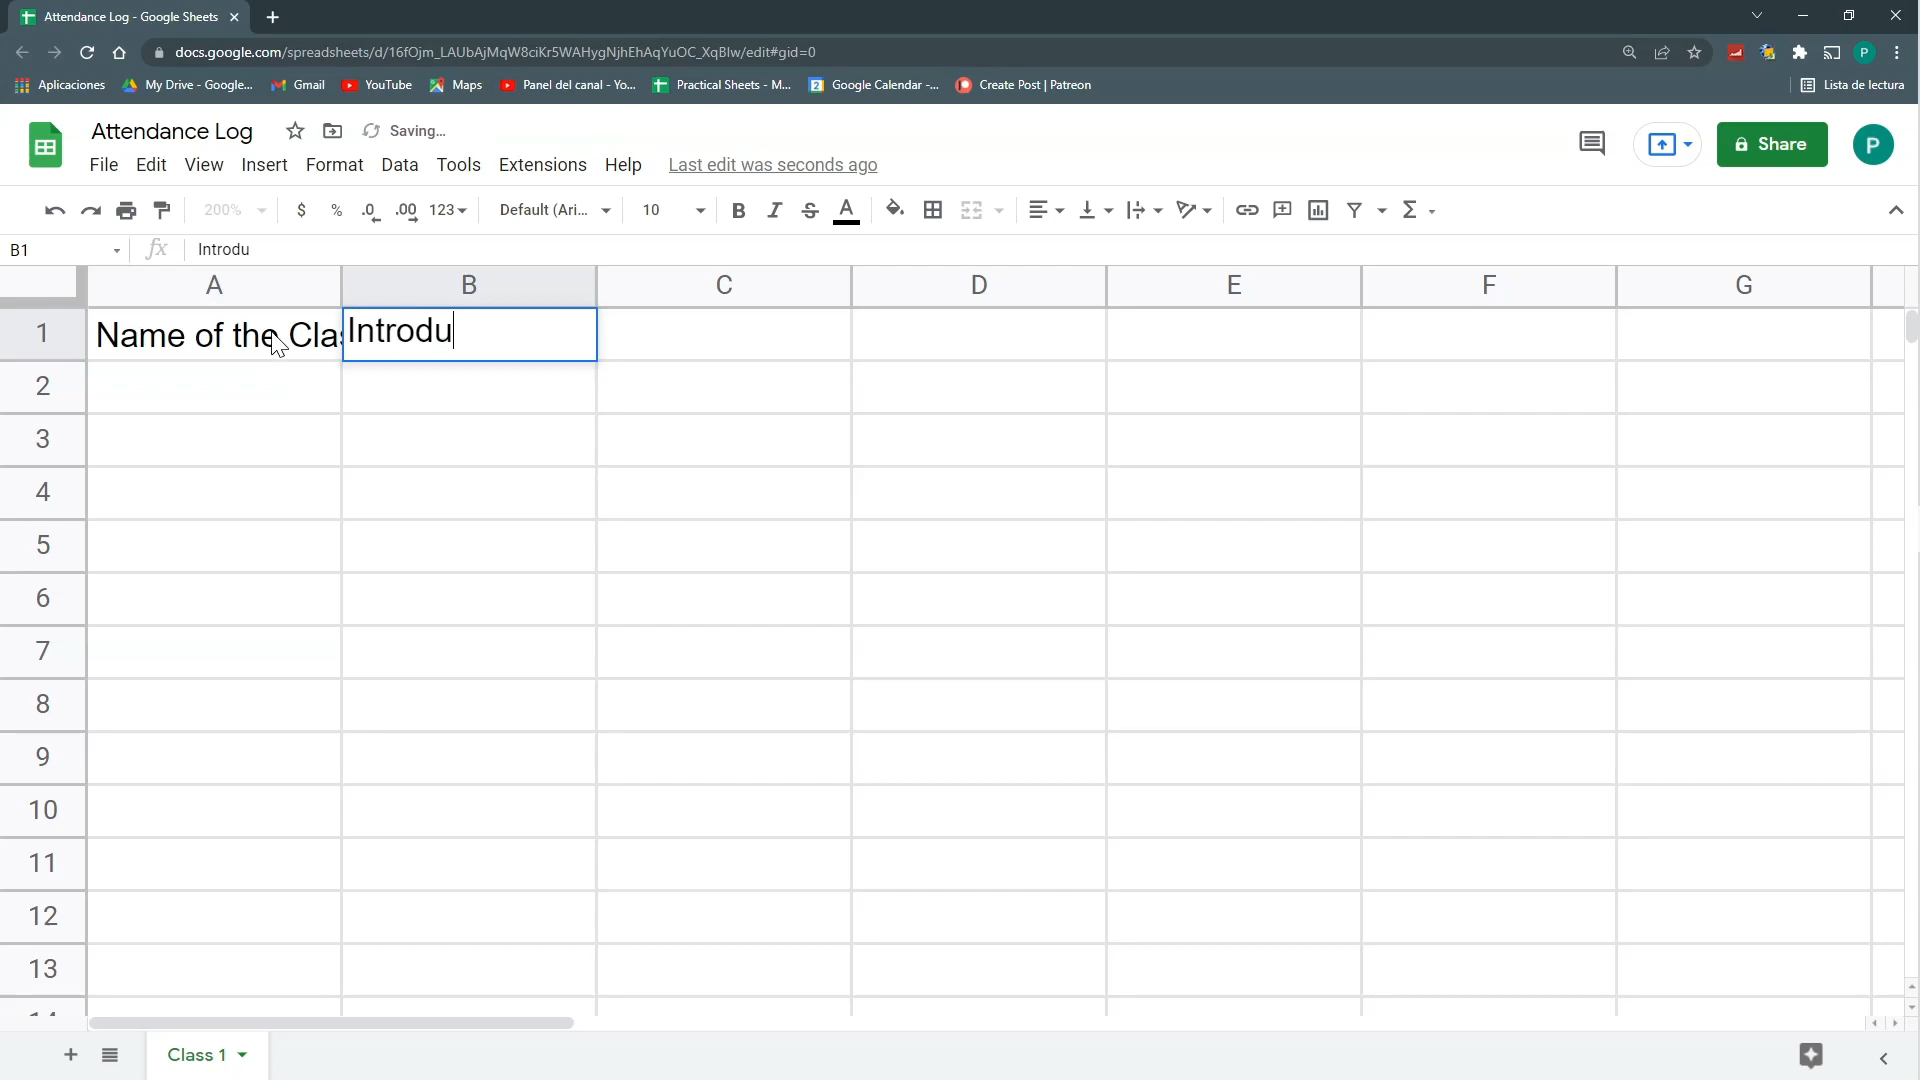 Attendance Log - Google Sheets
docs.google.com/spreadsheets/d/16fOjm_LAUbAjMqW8ciKr5WAHygNjhEhAqYuOC_XqBlw/edit#gid=0
Aplicaciones My Drive - Google... Gmail YouTube Maps Panel del canal - Yo... Practical Sheets - M... Google Calendar -... Create Post | Patreon Lista de lectura
Attendance Log Saving...
File Edit View Insert Format Data Tools Extensions Help Last edit was seconds ago
Share P
200% $ % .0 .00 123 Default (Ari... 10 B I S A Σ
B1 fx Introdu
A B C D E F G
1 Name of the Clas Introdu
2
3
4
5
6
7
8
9
10
11
12
13
14
Class 1